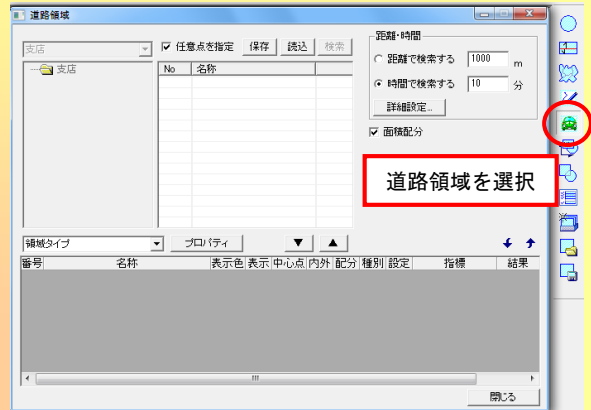 道路領域
支店
任意点を指定 保存 読込 検索
支店
No 名称
距離・時間
距離で検索する 1000 m
時間で検索する 10 分
詳細設定...
面積配分
道路領域を選択
領域タイプ プロパティ ▼ ▲
番号 名称 表示色 表示 中心点 内外 配分 種別 設定 指標 結果
閉じる